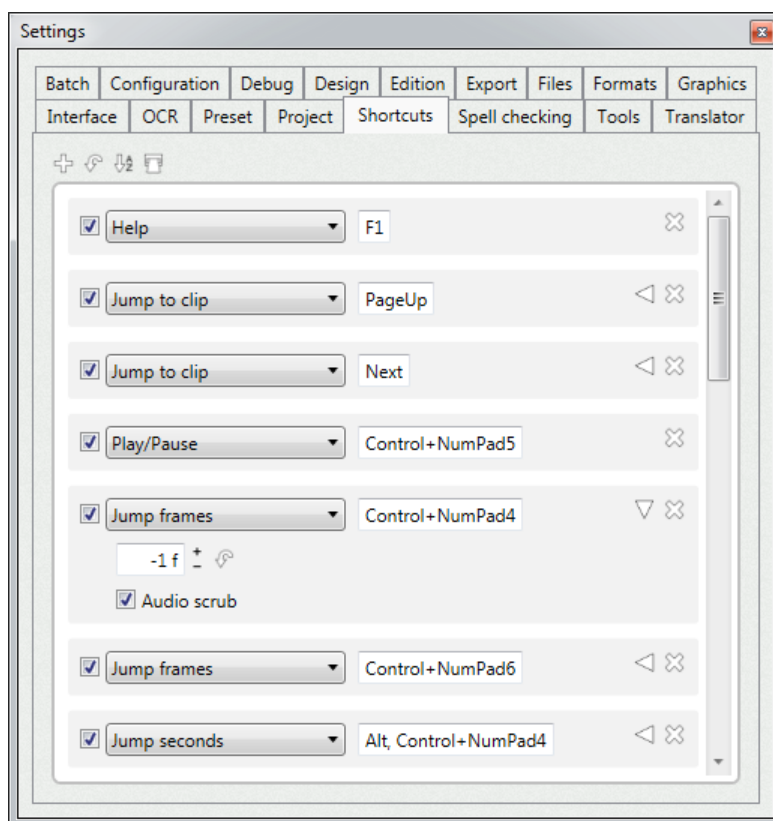 Settings
Batch Configuration Debug Design Edition Export Files Formats Graphics
Interface OCR Preset Project Shortcuts Spell checking Tools Translator
Help F1
Jump to clip PageUp
Jump to clip Next
Play/Pause Control+NumPad5
Jump frames Control+NumPad4
-1 f + −
Audio scrub
Jump frames Control+NumPad6
Jump seconds Alt, Control+NumPad4